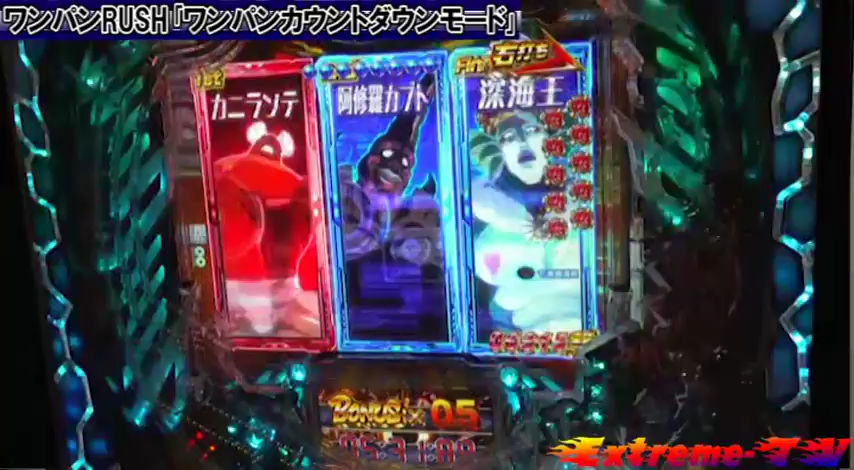 ワンパンRUSH『ワンパンカウントダウンモード』
1st
カニランテ
阿修羅カブト
右打ち
深海王
BONUS× 05
Extreme-TV